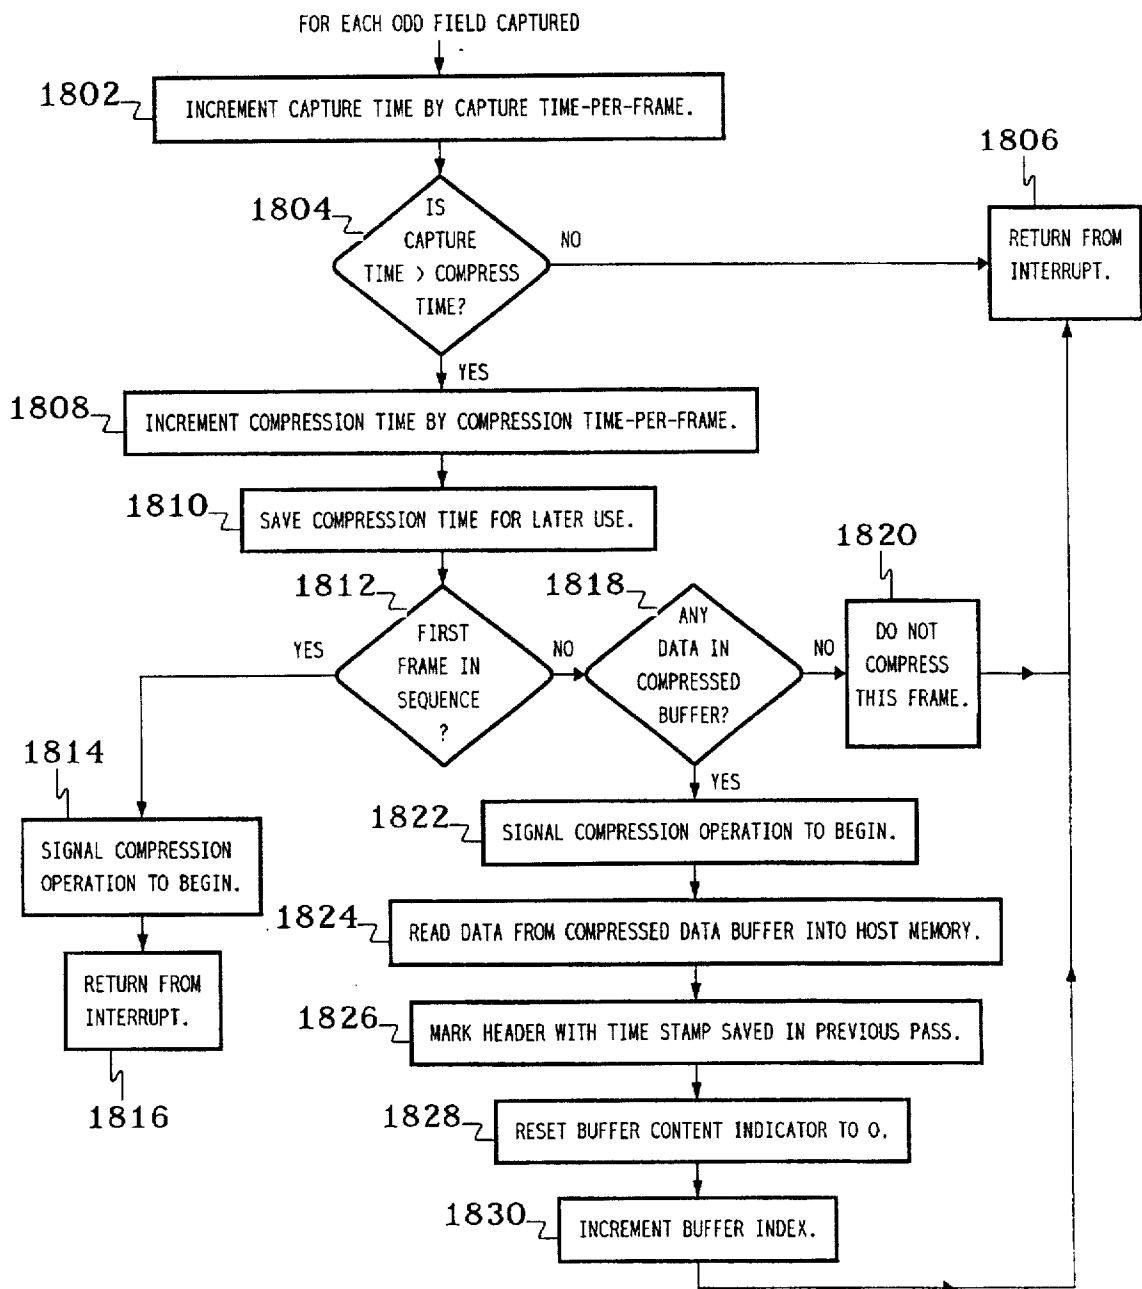 FOR EACH ODD FIELD CAPTURED
1802
INCREMENT CAPTURE TIME BY CAPTURE TIME-PER-FRAME.
1804
IS
CAPTURE
TIME > COMPRESS
TIME?
NO
1806
RETURN FROM
INTERRUPT.
YES
1808
INCREMENT COMPRESSION TIME BY COMPRESSION TIME-PER-FRAME.
1810
SAVE COMPRESSION TIME FOR LATER USE.
1812
FIRST
FRAME IN
SEQUENCE
?
YES
NO
1818
ANY
DATA IN
COMPRESSED
BUFFER?
NO
1820
DO NOT
COMPRESS
THIS FRAME.
1814
SIGNAL COMPRESSION
OPERATION TO BEGIN.
RETURN FROM
INTERRUPT.
1816
YES
1822
SIGNAL COMPRESSION OPERATION TO BEGIN.
1824
READ DATA FROM COMPRESSED DATA BUFFER INTO HOST MEMORY.
1826
MARK HEADER WITH TIME STAMP SAVED IN PREVIOUS PASS.
1828
RESET BUFFER CONTENT INDICATOR TO 0.
1830
INCREMENT BUFFER INDEX.